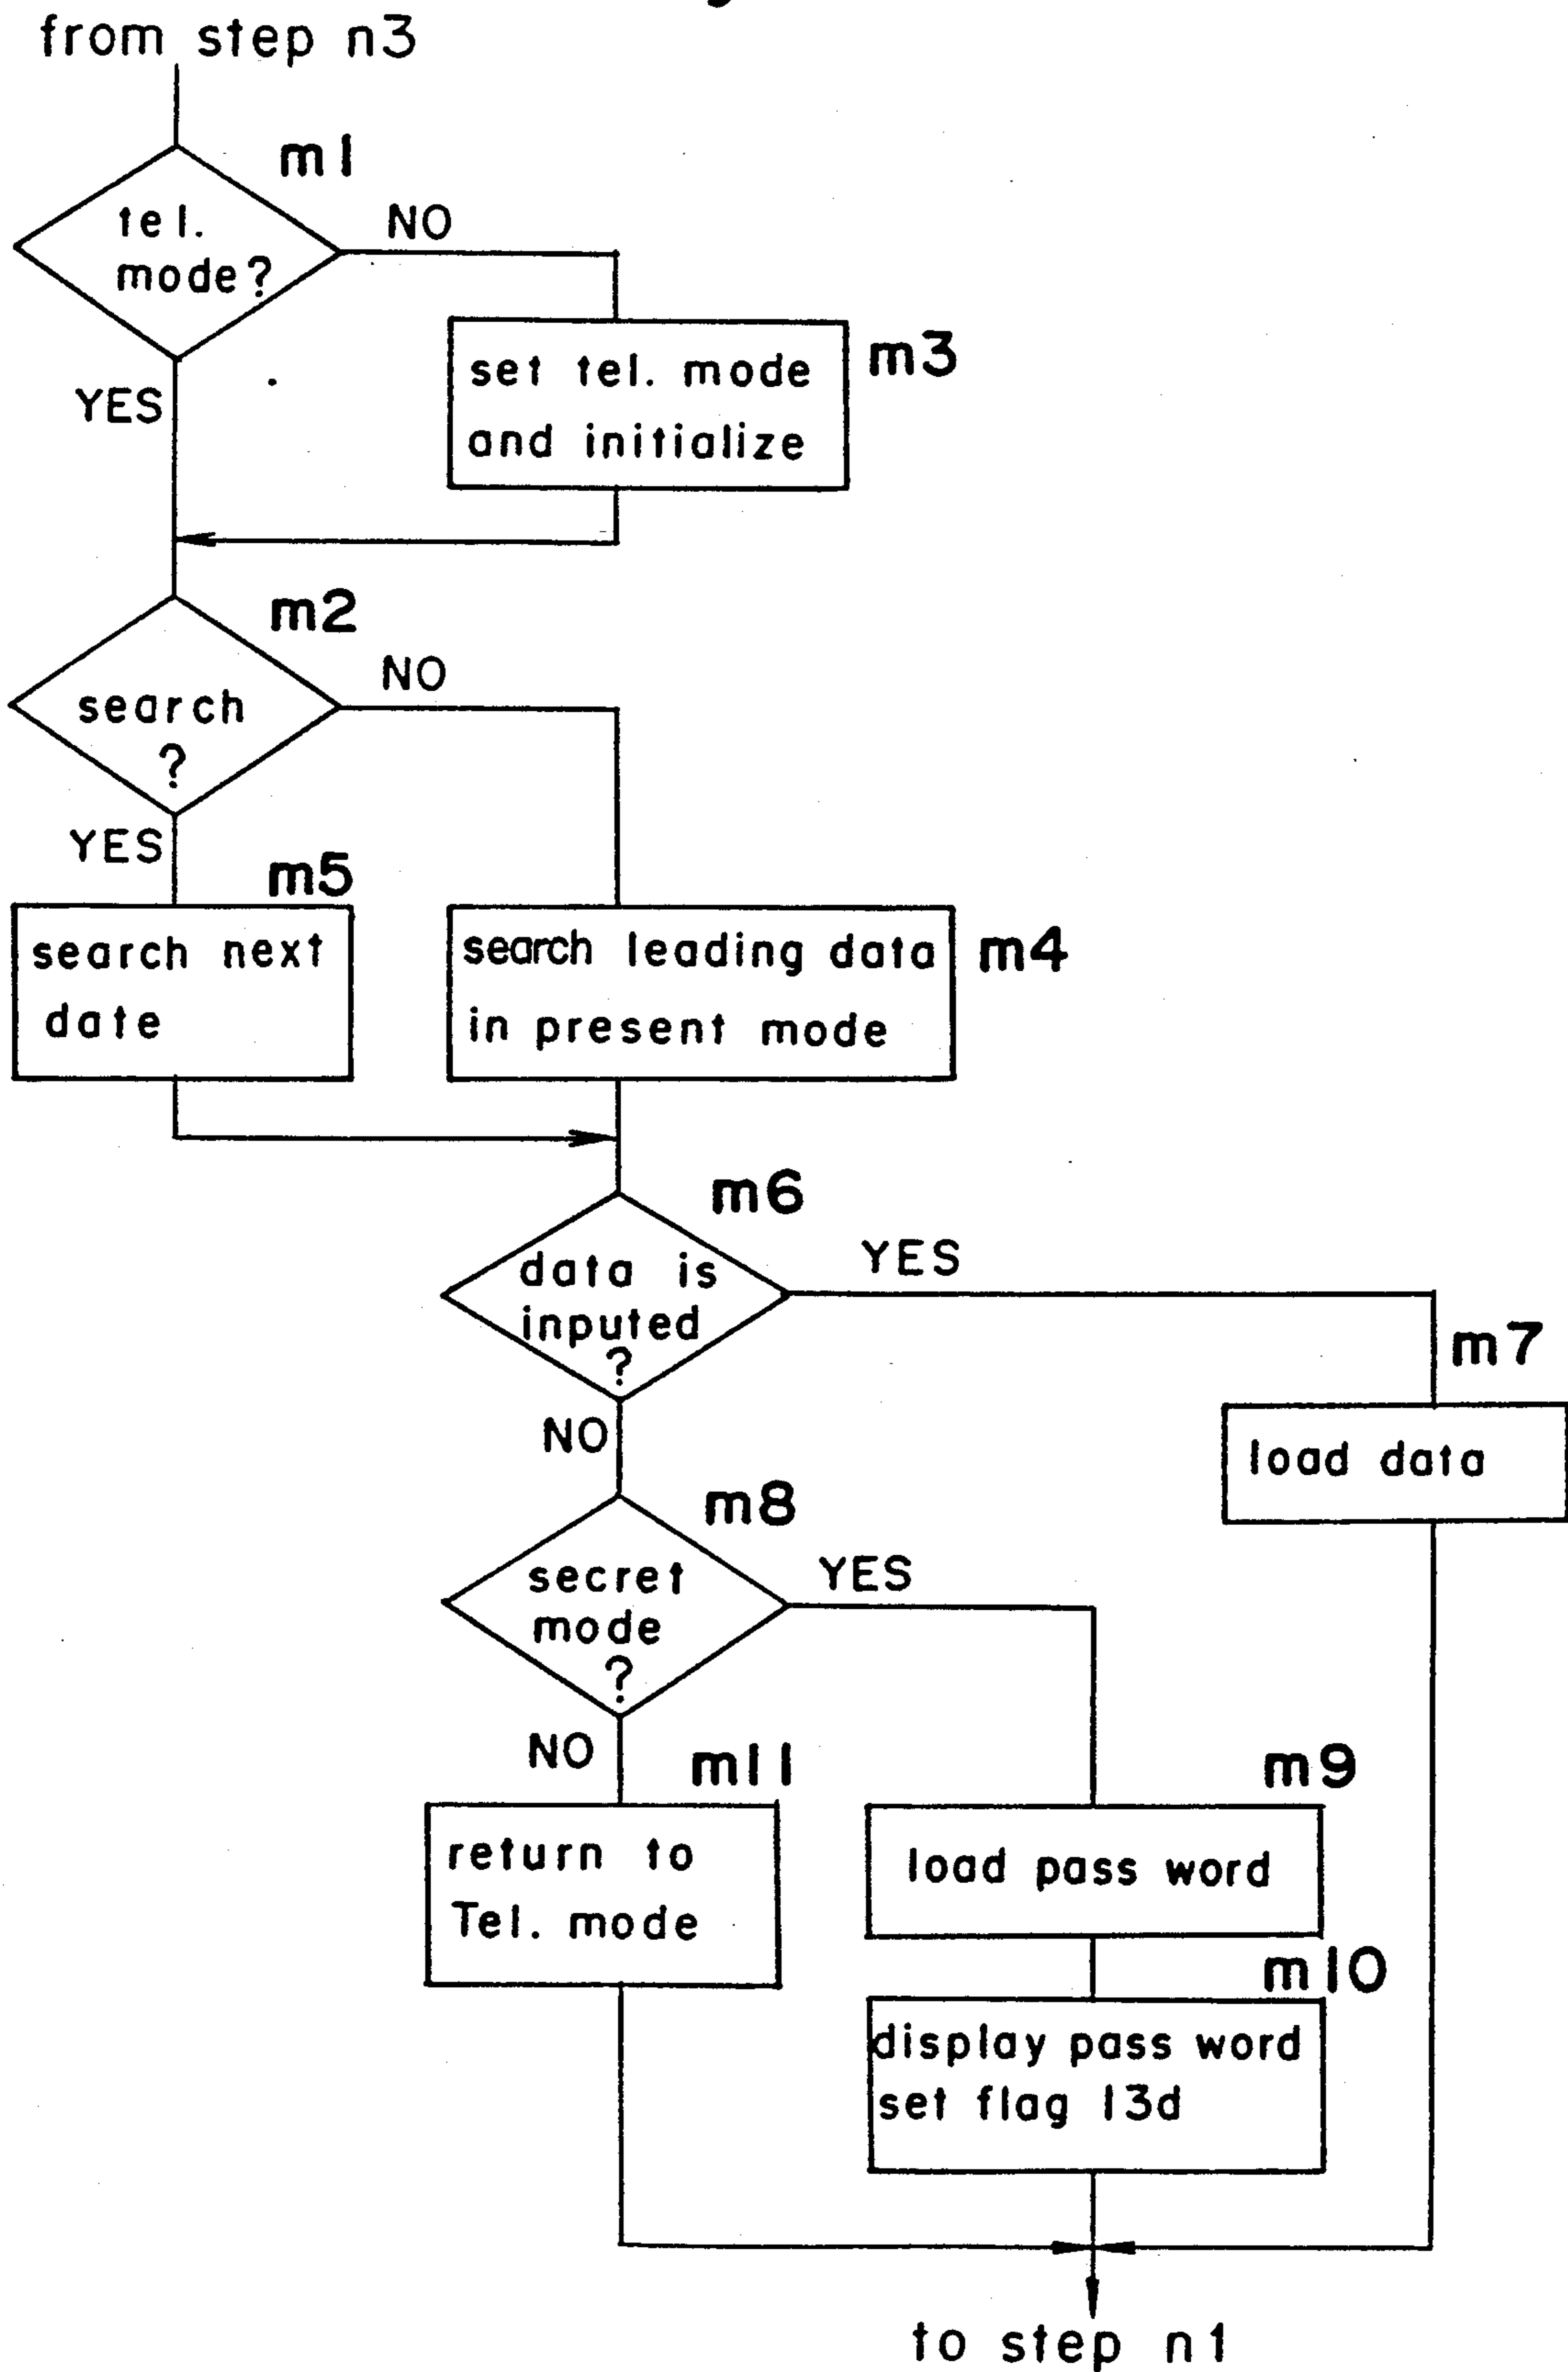 from step n3
m1
tel.
mode?
NO
YES
set tel. mode
and initialize
m3
m2
search
?
NO
YES
m5
search next
date
search leading data
in present mode
m4
m6
data is
inputed
?
YES
NO
m7
load data
m8
secret
mode
?
YES
NO
m11
return to
Tel. mode
m9
load pass word
m10
display pass word
set flag 13d
to step n1